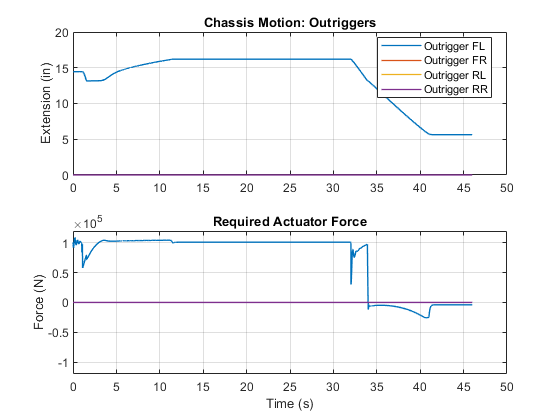 Chassis Motion: Outriggers
Extension (in)
20
15
10
5
0
Outrigger FL
Outrigger FR
Outrigger RL
Outrigger RR
0 5 10 15 20 25 30 35 40 45 50
Required Actuator Force
×10^5
Force (N)
1
0.5
0
-0.5
-1
0 5 10 15 20 25 30 35 40 45 50
Time (s)